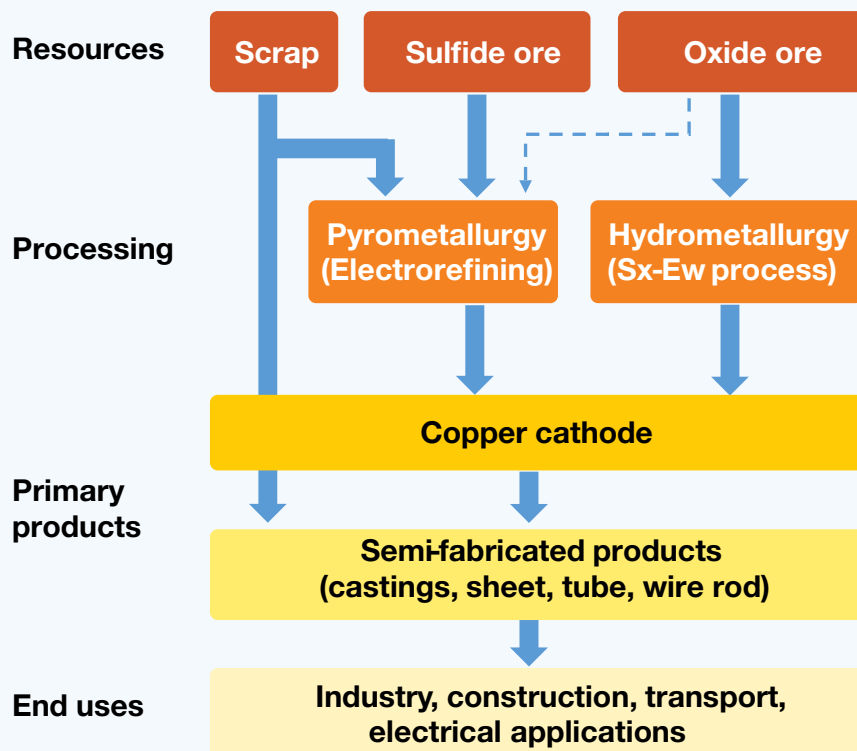 Resources
Scrap
Sulfide ore
Oxide ore
Processing
Pyrometallurgy
(Electrorefining)
Hydrometallurgy
(Sx-Ew process)
Copper cathode
Primary
products
Semi-fabricated products
(castings, sheet, tube, wire rod)
End uses
Industry, construction, transport,
electrical applications